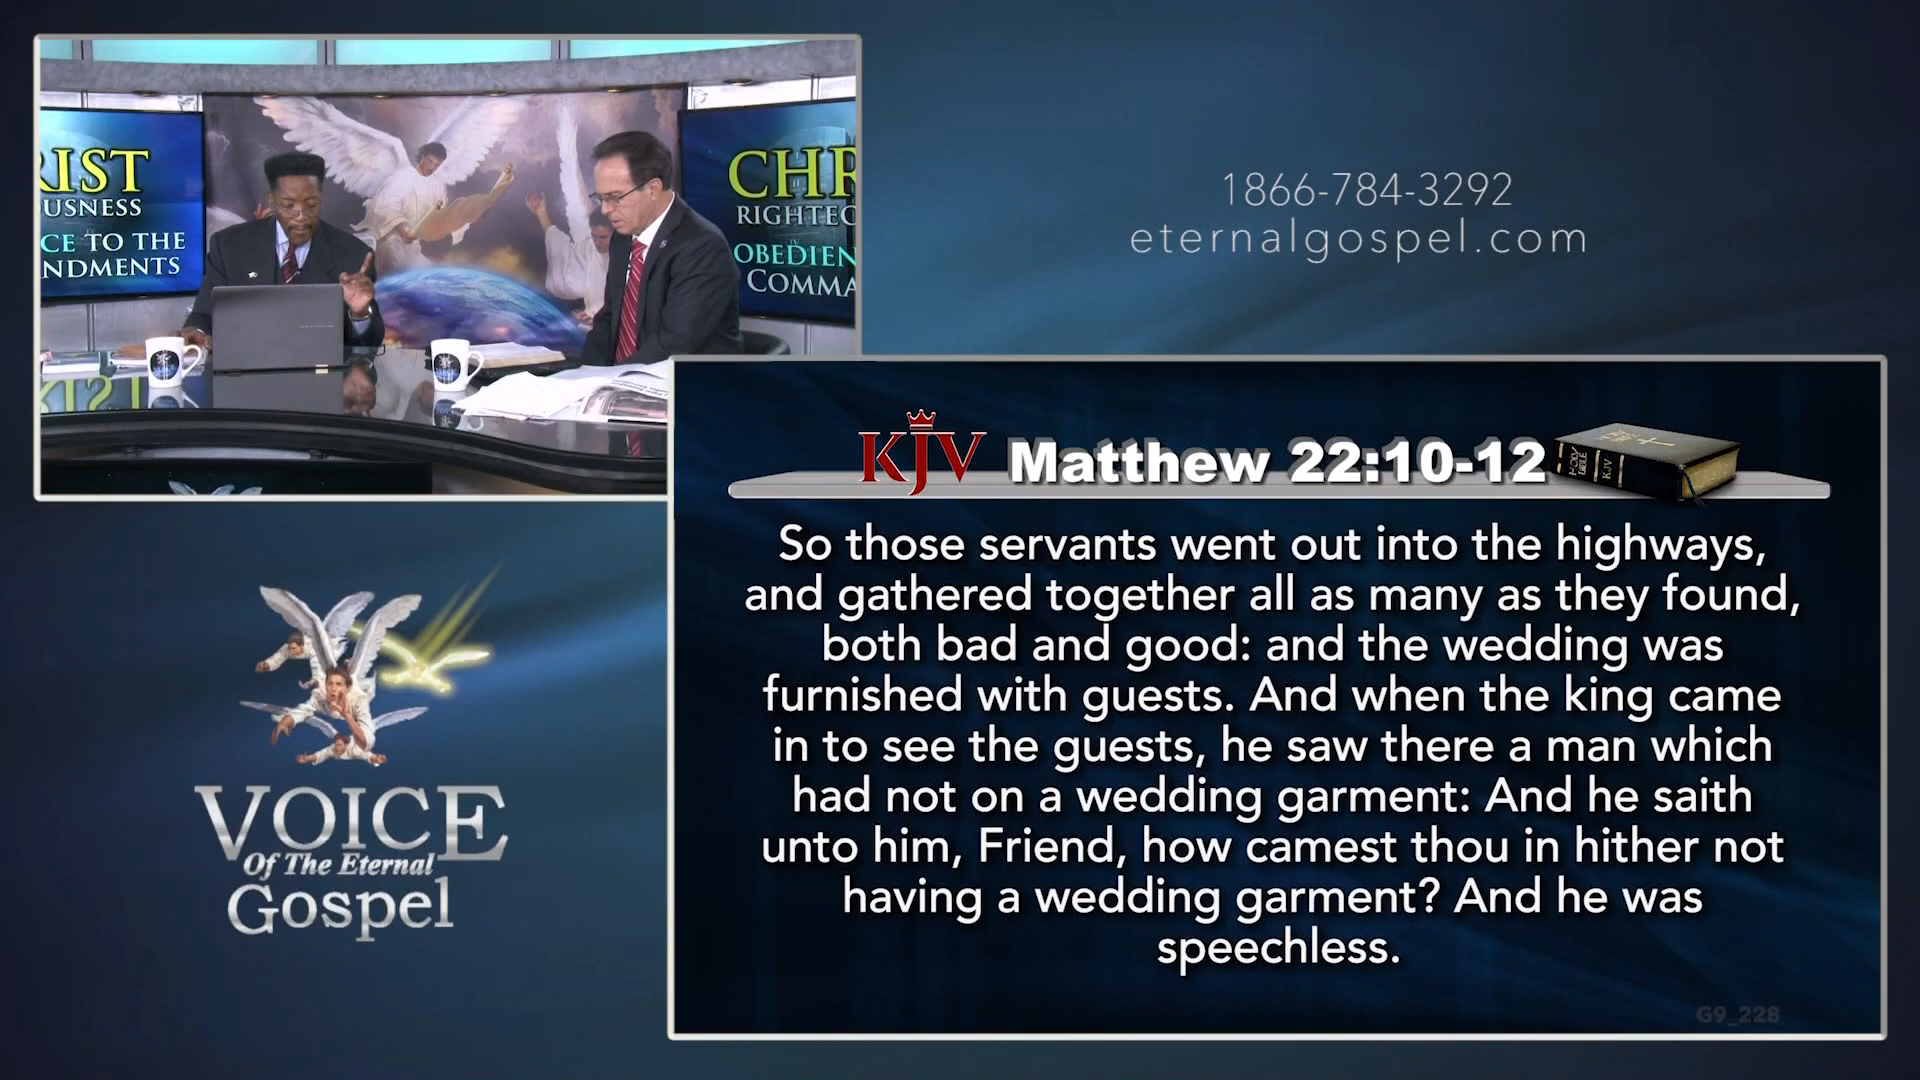 RIST
USNESS
CE TO THE
NDMENTS
CHR
RIGHTEO
OBEDIEN
COMMA
1866-784-3292
eternalgospel.com
KJV Matthew 22:10-12
HOLY BIBLE
KJV
So those servants went out into the highways,
and gathered together all as many as they found,
both bad and good: and the wedding was
furnished with guests. And when the king came
in to see the guests, he saw there a man which
had not on a wedding garment: And he saith
unto him, Friend, how camest thou in hither not
having a wedding garment? And he was
speechless.
VOICE
Of The Eternal
Gospel
G9_228